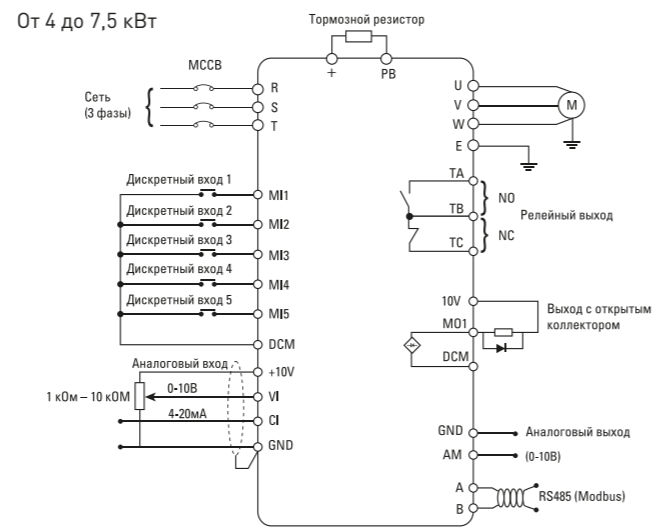 От 4 до 7,5 кВт
Тормозной резистор
+
PB
MCCB
Сеть
(3 фазы)
R
S
T
U
V
W
E
M
TA
TB
TC
NO
NC
Релейный выход
Дискретный вход 1
MI1
Дискретный вход 2
MI2
Дискретный вход 3
MI3
Дискретный вход 4
MI4
Дискретный вход 5
MI5
DCM
10V
MO1
DCM
Выход с открытым
коллектором
Аналоговый вход
+10V
0-10В
VI
1 кОм – 10 кОМ
4-20мА
CI
GND
GND
AM
Аналоговый выход
(0-10В)
A
B
RS485 (Modbus)